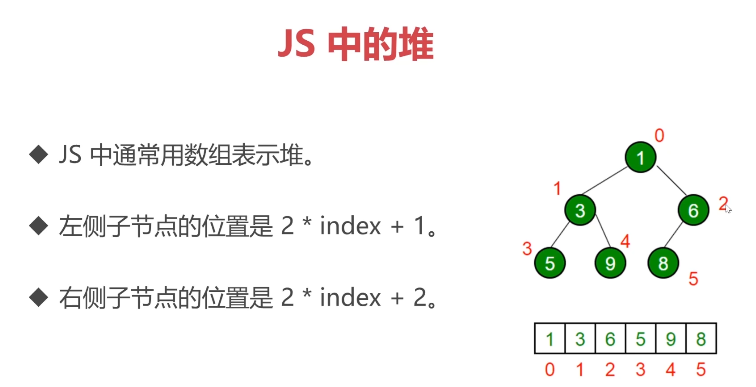 JS 中的堆
◆ JS 中通常用数组表示堆。
◆ 左侧子节点的位置是 2 * index + 1。
◆ 右侧子节点的位置是 2 * index + 2。
0
1
1
3
6
2
3
5
4
9
8
5
1 3 6 5 9 8
0 1 2 3 4 5